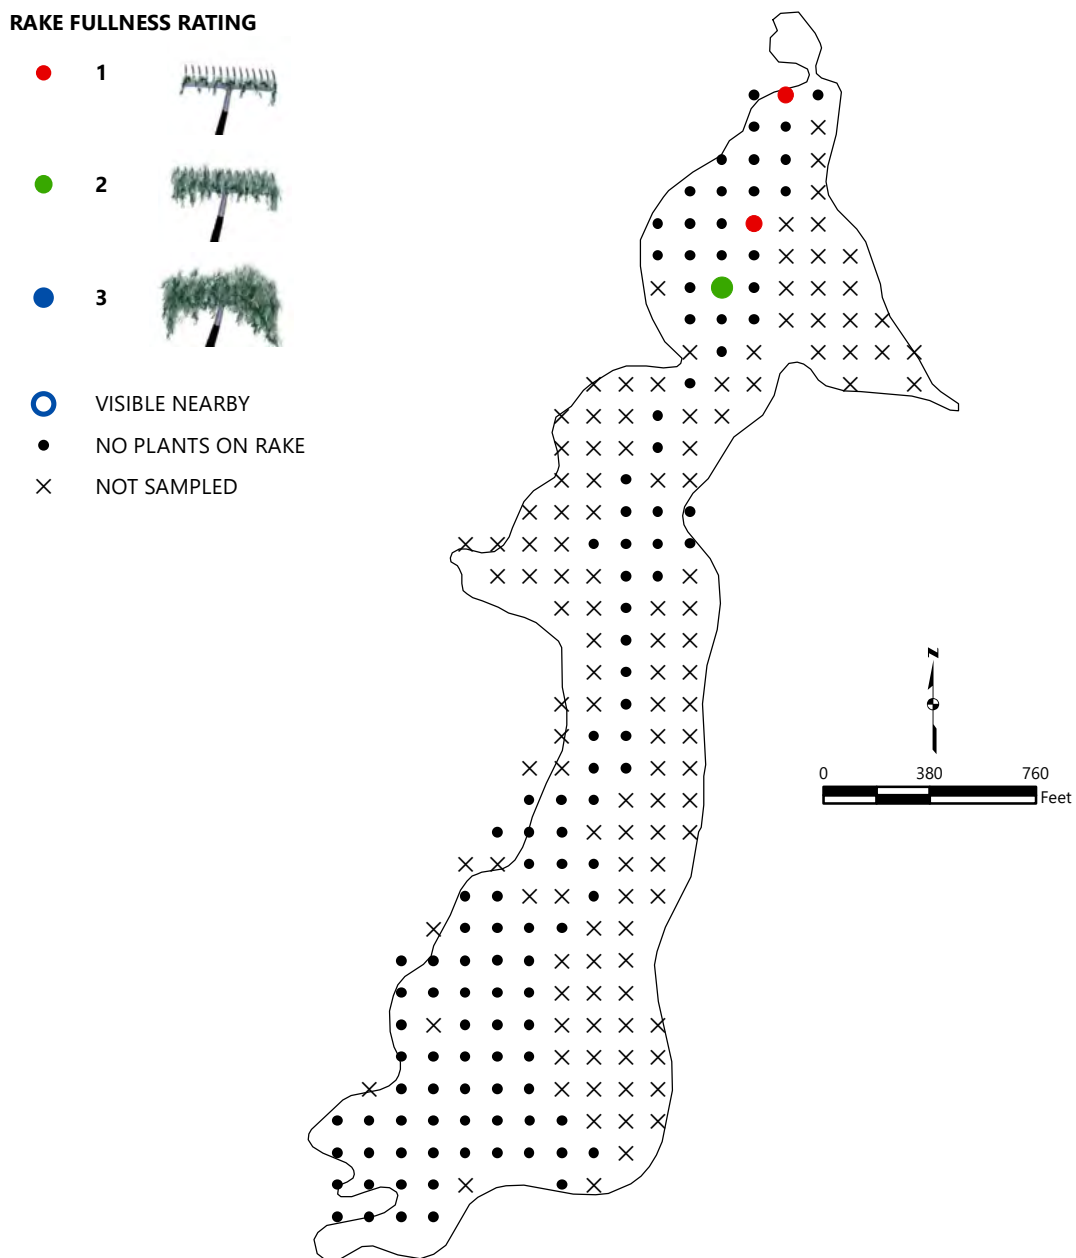 RAKE FULLNESS RATING
1
2
3
VISIBLE NEARBY
NO PLANTS ON RAKE
NOT SAMPLED
N
0 380 760
Feet